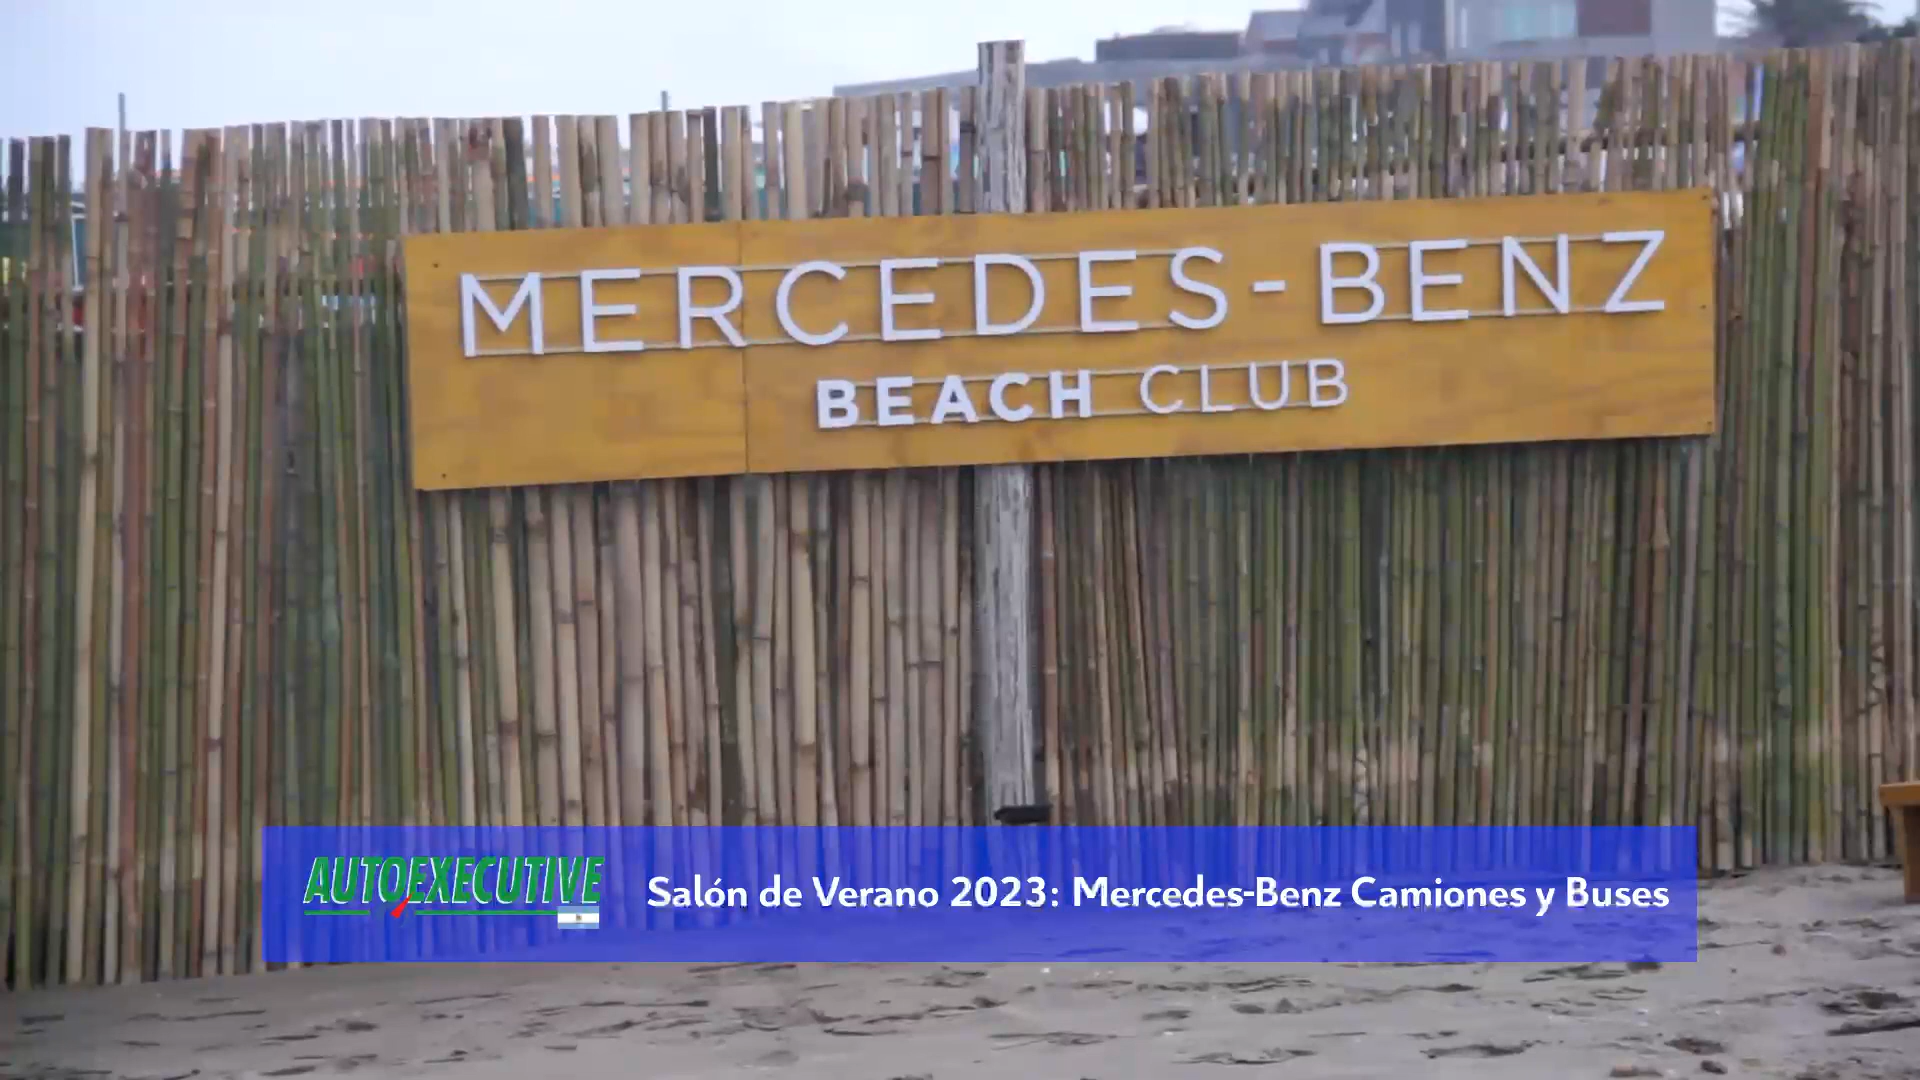 MERCEDES-BENZ
BEACH CLUB
AUTOEXECUTIVE
Salón de Verano 2023: Mercedes-Benz Camiones y Buses